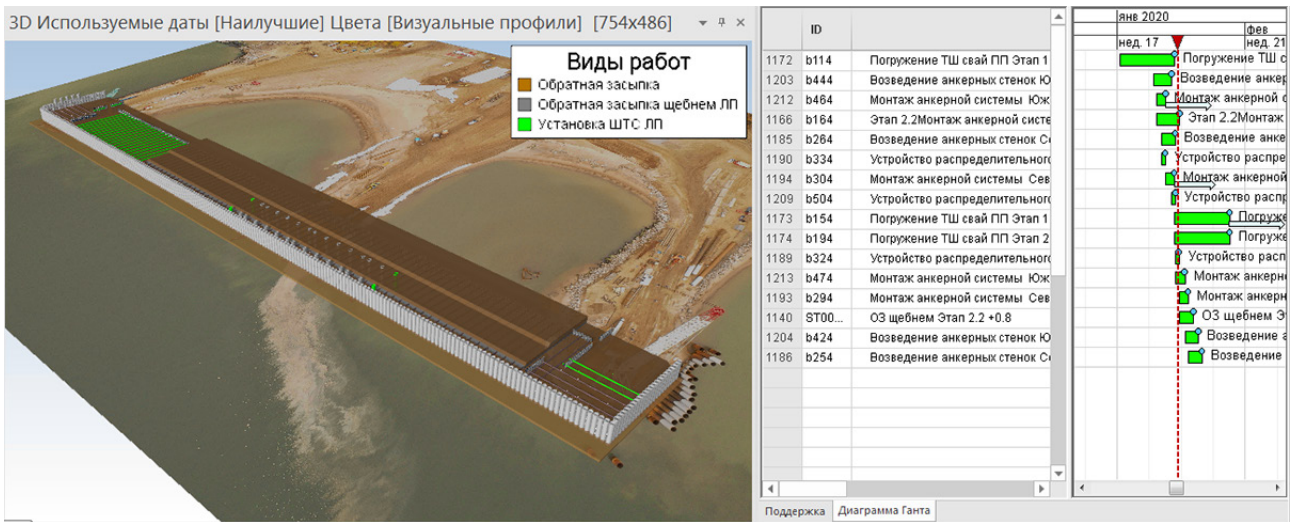 3D Используемые даты [Наилучшие] Цвета [Визуальные профили] [754x486]
Виды работ
Обратная засыпка
Обратная засыпка щебнем ЛП
Установка ШТС ЛП
ID
1172 b114 Погружение ТШ свай ПП Этап 1
1203 b444 Возведение анкерных стенок Ю
1212 b464 Монтаж анкерной системы Юж
1166 b164 Этап 2.2Монтаж анкерной систе
1185 b264 Возведение анкерных стенок С
1190 b334 Устройство распределительног
1194 b304 Монтаж анкерной системы Сев
1209 b504 Устройство распределительног
1173 b154 Погружение ТШ свай ПП Этап 1
1174 b194 Погружение ТШ свай ПП Этап 2
1189 b324 Устройство распределительног
1213 b474 Монтаж анкерной системы Юж
1193 b294 Монтаж анкерной системы Сев
1140 ST00... ОЗ щебнем Этап 2.2 +0.8
1204 b424 Возведение анкерных стенок Ю
1186 b254 Возведение анкерных стенок С
Поддержка Диаграмма Ганта
янв 2020
фев
нед. 17 нед. 21
Погружение ТШ с
Возведение анкер
Монтаж анкерной с
Этап 2.2Монтаж
Возведение анке
Устройство распре
Монтаж анкерной
Устройство распр
Погруже
Погруже
Устройство расп
Монтаж анкерн
Монтаж анкерн
ОЗ щебнем Э
Возведение а
Возведение